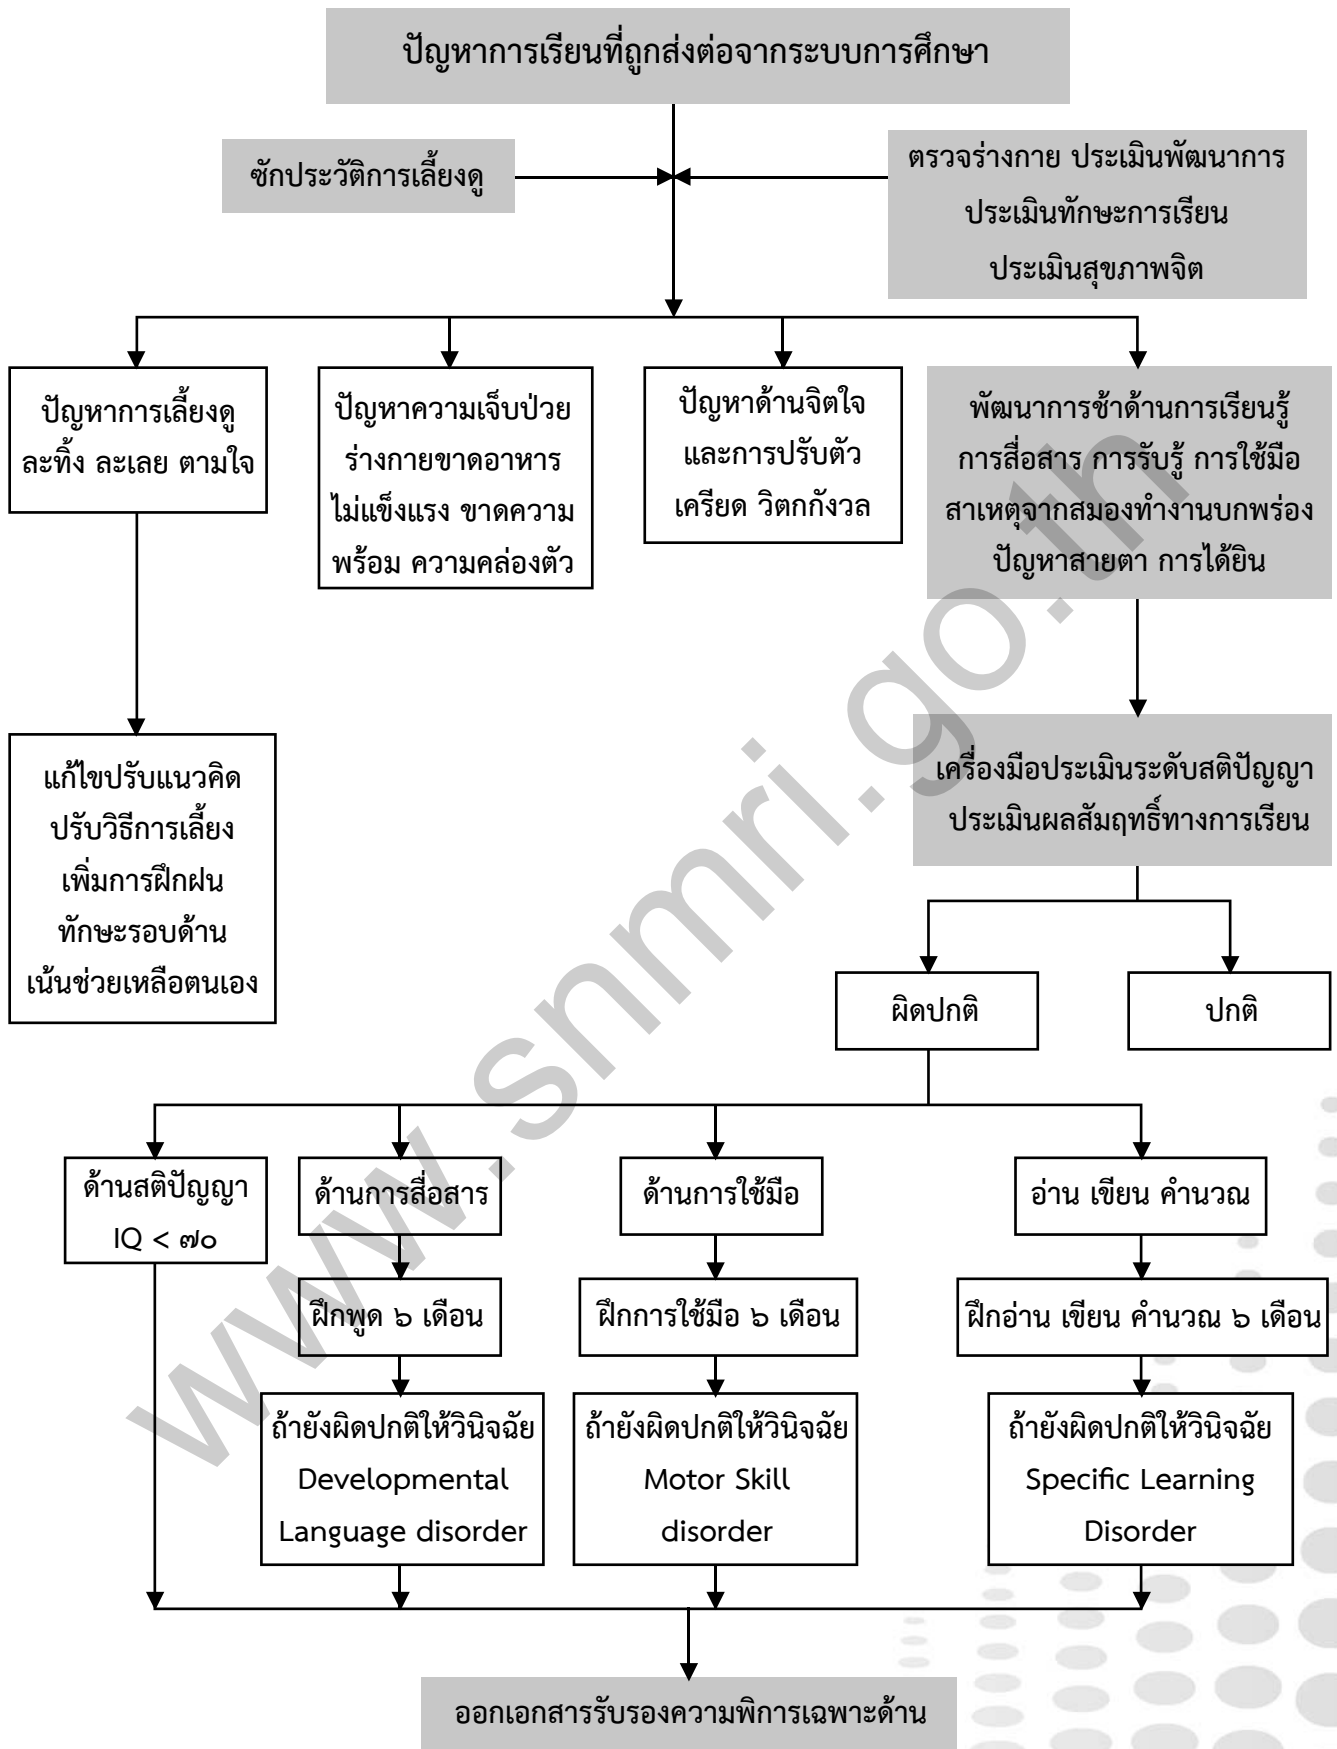 ปัญหาการเรียนที่ถูกส่งต่อจากระบบการศึกษา
ซักประวัติการเลี้ยงดู
ตรวจร่างกาย ประเมินพัฒนาการ
ประเมินทักษะการเรียน
ประเมินสุขภาพจิต
ปัญหาการเลี้ยงดู
ละทิ้ง ละเลย ตามใจ
ปัญหาความเจ็บป่วย
ร่างกายขาดอาหาร
ไม่แข็งแรง ขาดความ
พร้อม ความคล่องตัว
ปัญหาด้านจิตใจ
และการปรับตัว
เครียด วิตกกังวล
พัฒนาการช้าด้านการเรียนรู้
การสื่อสาร การรับรู้ การใช้มือ
สาเหตุจากสมองทำงานบกพร่อง
ปัญหาสายตา การได้ยิน
แก้ไขปรับแนวคิด
ปรับวิธีการเลี้ยง
เพิ่มการฝึกฝน
ทักษะรอบด้าน
เน้นช่วยเหลือตนเอง
เครื่องมือประเมินระดับสติปัญญา
ประเมินผลสัมฤทธิ์ทางการเรียน
ผิดปกติ
ปกติ
ด้านสติปัญญา
IQ < ๗๐
ด้านการสื่อสาร
ด้านการใช้มือ
อ่าน เขียน คำนวณ
ฝึกพูด ๖ เดือน
ฝึกการใช้มือ ๖ เดือน
ฝึกอ่าน เขียน คำนวณ ๖ เดือน
ถ้ายังผิดปกติให้วินิจฉัย
Developmental
Language disorder
ถ้ายังผิดปกติให้วินิจฉัย
Motor Skill
disorder
ถ้ายังผิดปกติให้วินิจฉัย
Specific Learning
Disorder
ออกเอกสารรับรองความพิการเฉพาะด้าน
www.snmri.go.th